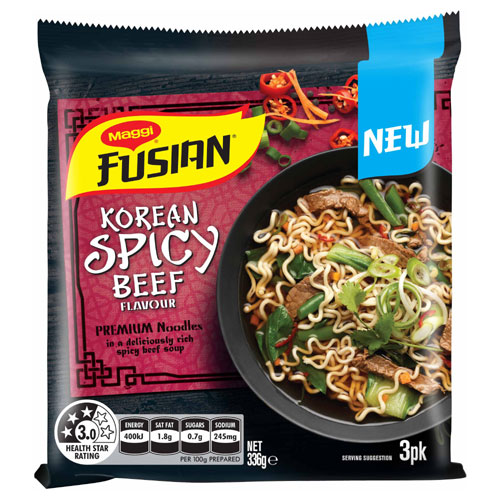 NEW
Maggi
FUSIAN®
KOREAN
SPICY
BEEF
FLAVOUR
PREMIUM Noodles
in a deliciously rich
spicy beef soup
3.0
HEALTH STAR
RATING
ENERGY SAT FAT SUGARS SODIUM
400kJ 1.8g 0.7g 245mg
PER 100g PREPARED
NET
336g e
SERVING SUGGESTION
3pk